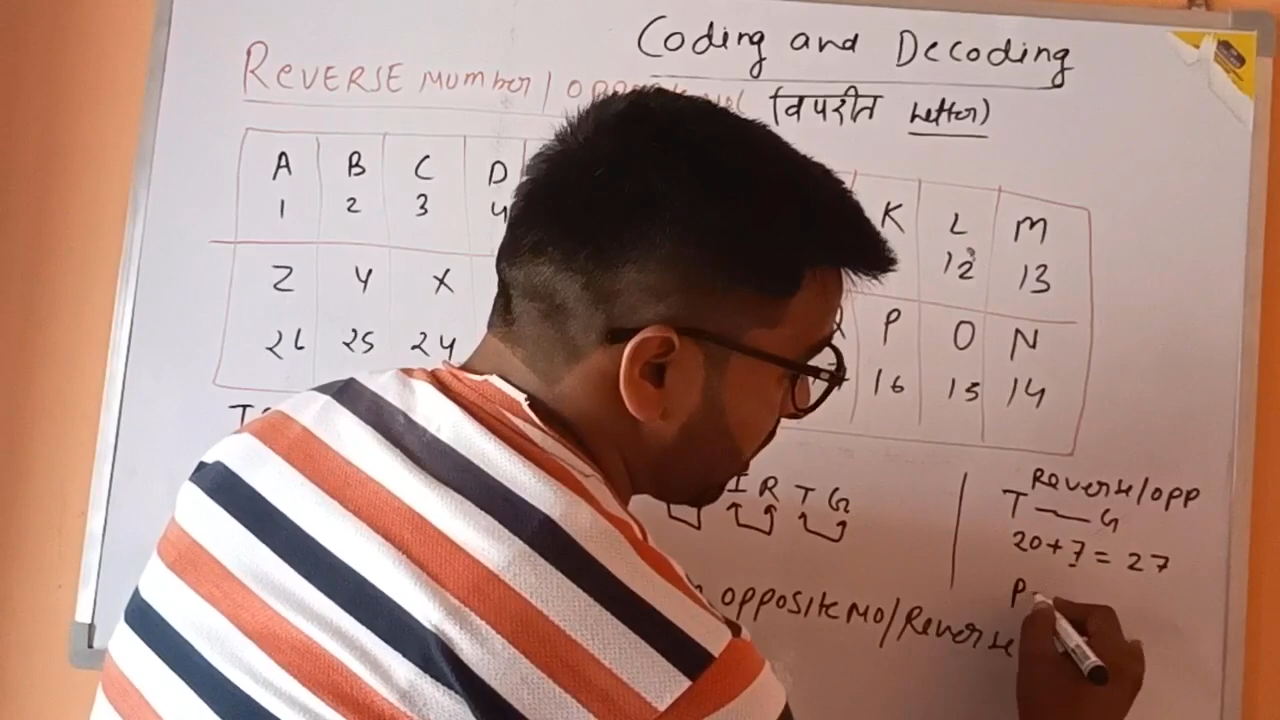 Coding and Decoding
REVERSE Number/
(विपरीत Letter)
A B C D K L M
1 2 3 4 12 13
Z Y X P O N
26 25 24 16 15 14
I R T G
Reverse/opp
T G
20+7=27
P
opposite No/Reverse